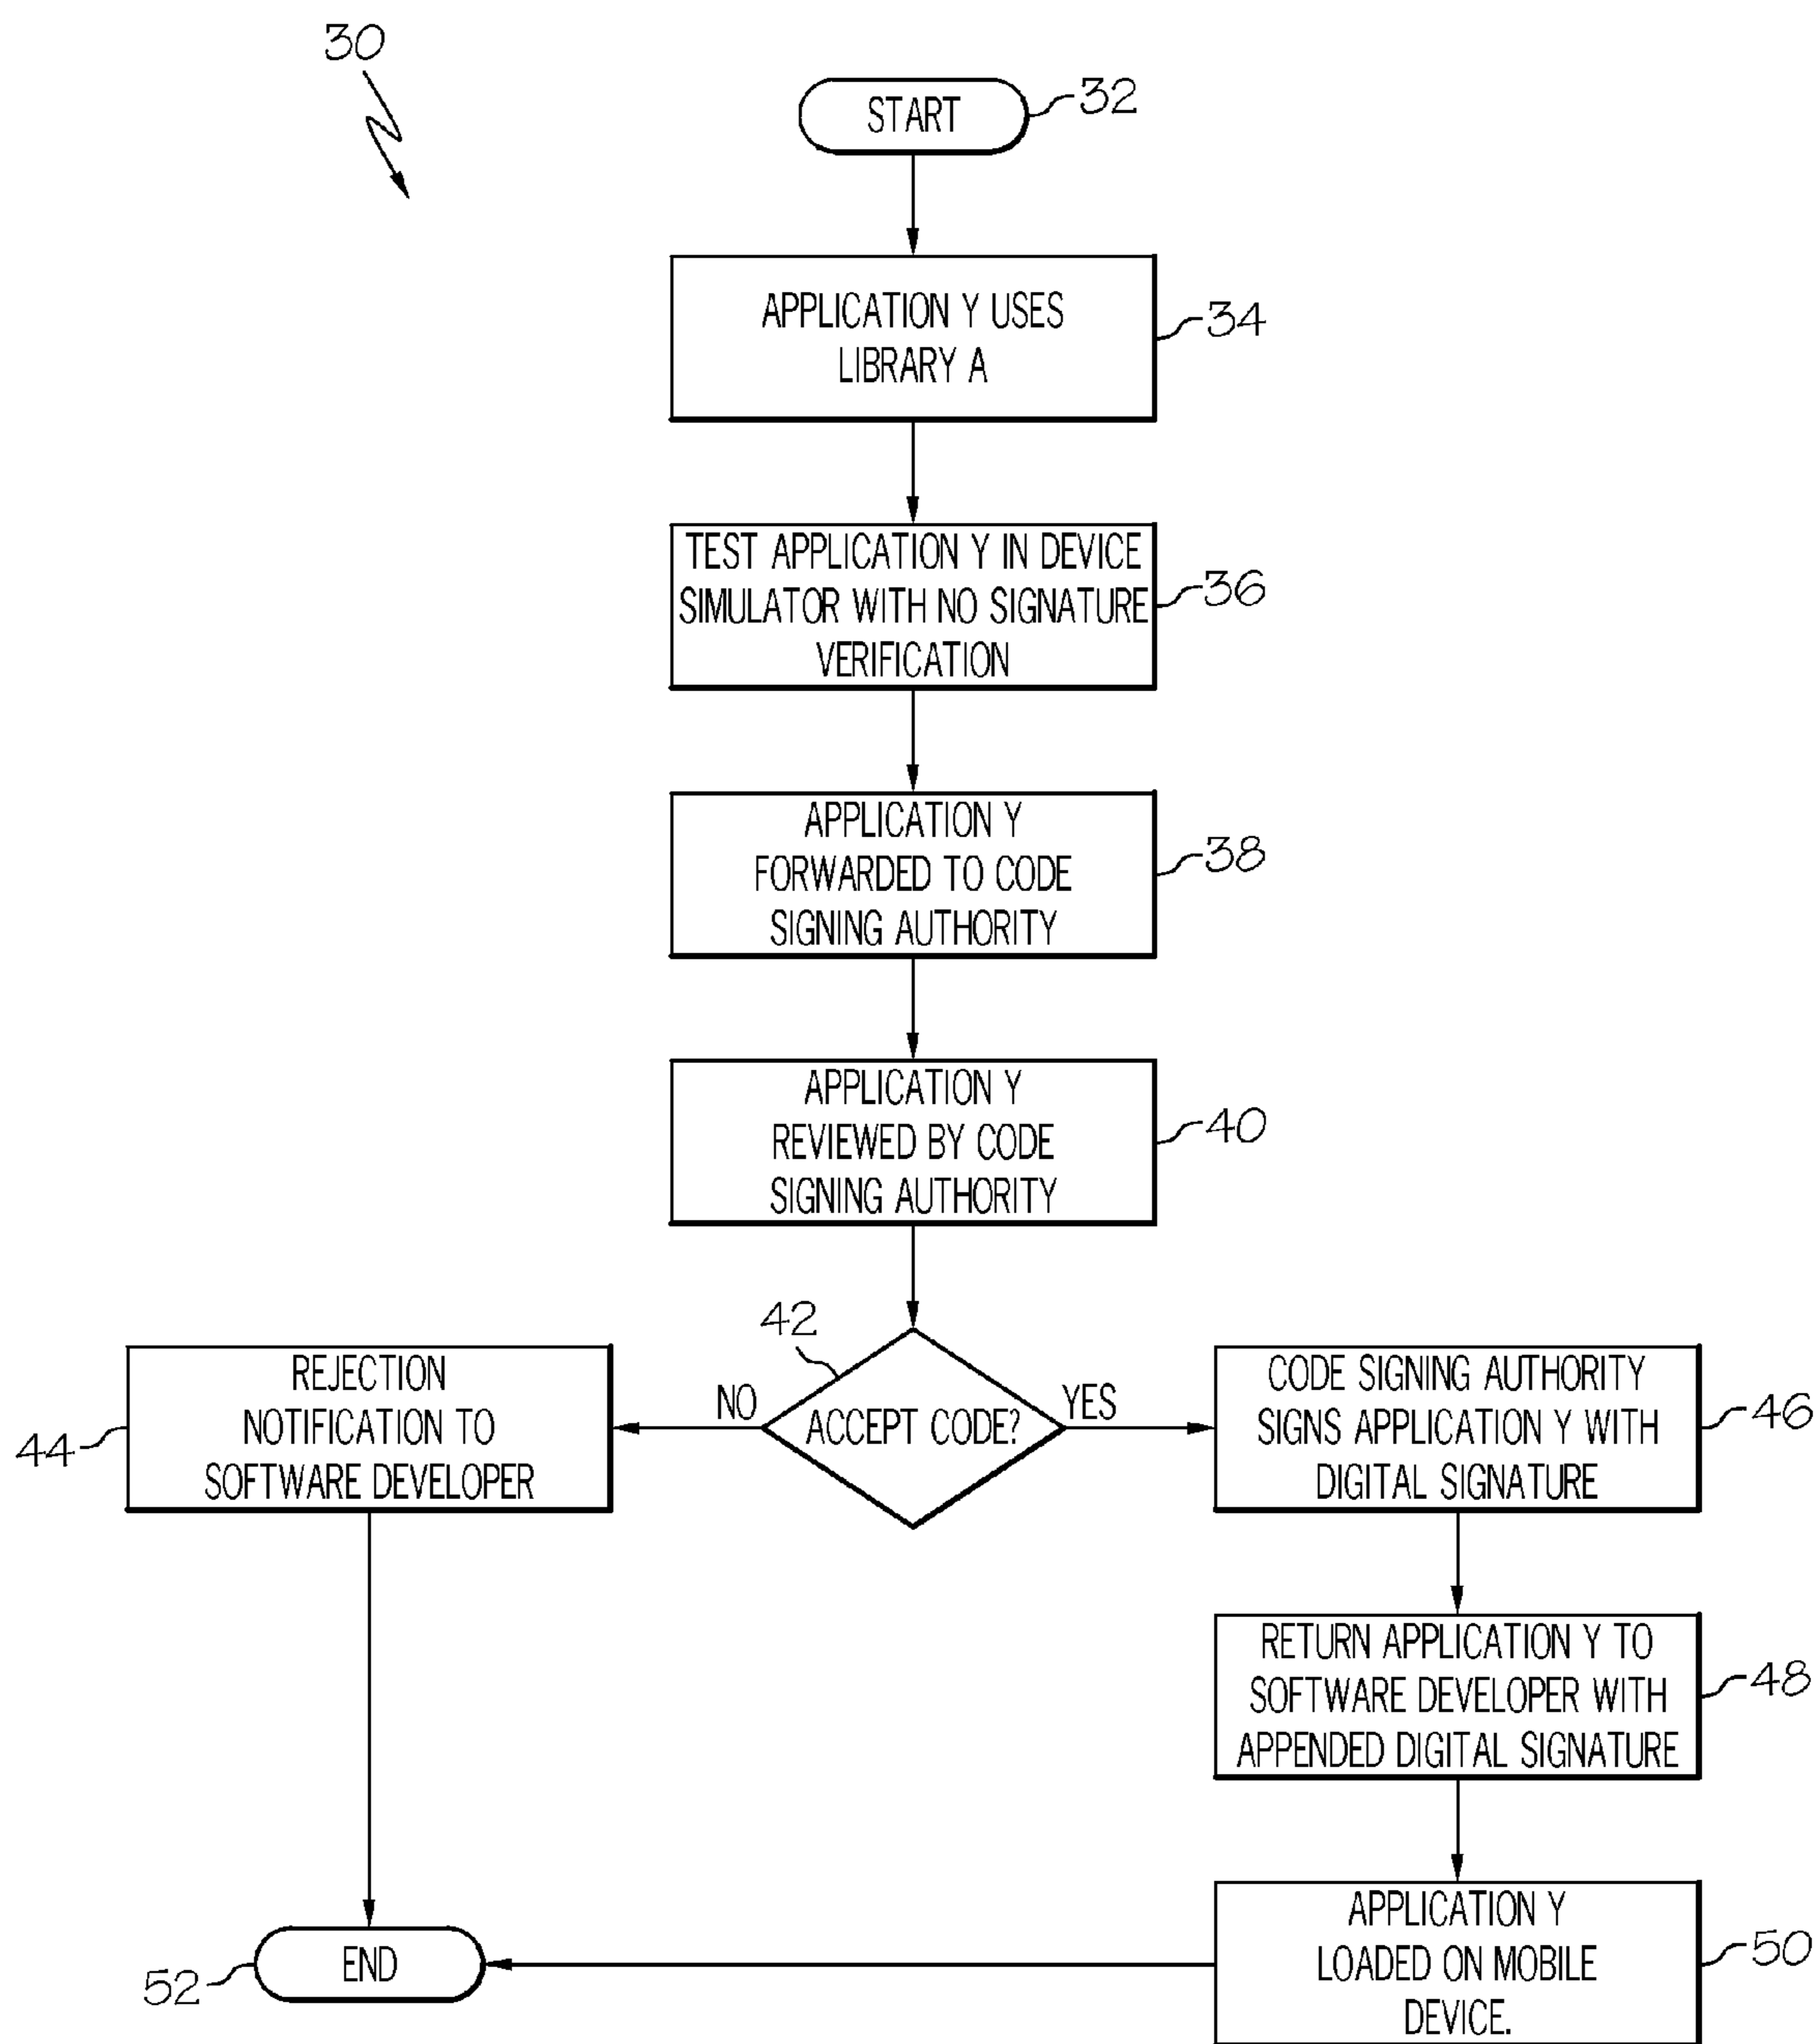 30
START
32
APPLICATION Y USES
LIBRARY A
34
TEST APPLICATION Y IN DEVICE
SIMULATOR WITH NO SIGNATURE
VERIFICATION
36
APPLICATION Y
FORWARDED TO CODE
SIGNING AUTHORITY
38
APPLICATION Y
REVIEWED BY CODE
SIGNING AUTHORITY
40
42
ACCEPT CODE?
NO
YES
REJECTION
NOTIFICATION TO
SOFTWARE DEVELOPER
44
CODE SIGNING AUTHORITY
SIGNS APPLICATION Y WITH
DIGITAL SIGNATURE
46
RETURN APPLICATION Y TO
SOFTWARE DEVELOPER WITH
APPENDED DIGITAL SIGNATURE
48
APPLICATION Y
LOADED ON MOBILE
DEVICE.
50
END
52